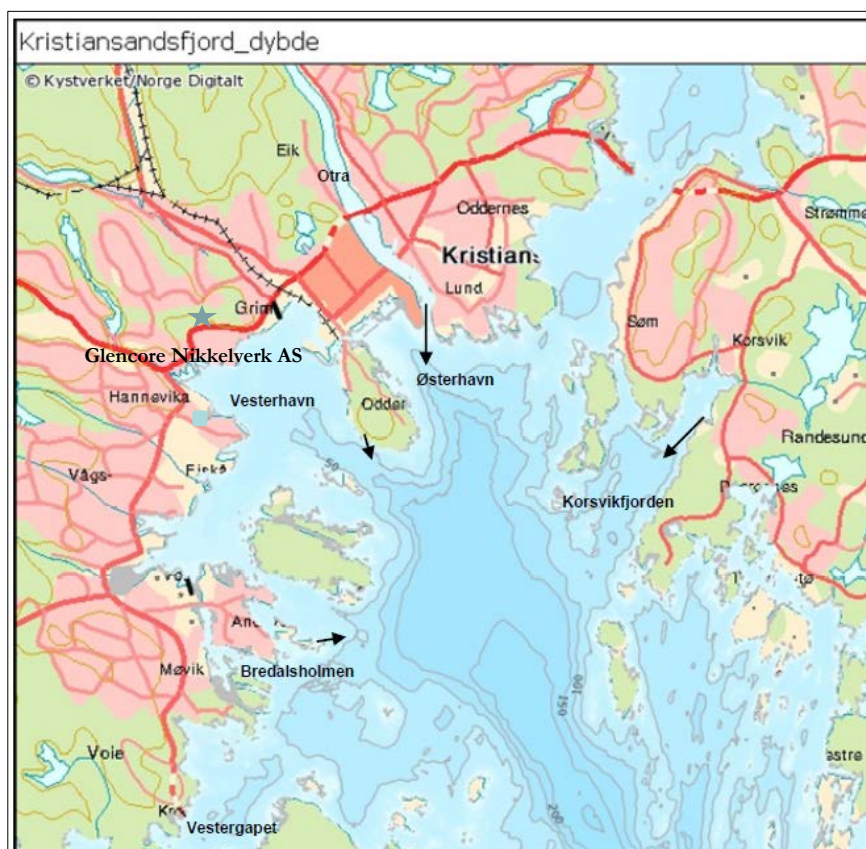 Kristiansandsfjord_dybde
© Kystverket/Norge Digitalt
Eik
Otra
Oddernes
Strømme
Kristians
Lund
Grim
Søm
Korsvik
Glencore Nikkelverk AS
Østerhavn
Hannevika
Vesterhavn
Odder
Randesund
50
Vågs-
Korsvikfjorden
Møvik
Bredalsholmen
100
150
Voie
200
Vestergapet